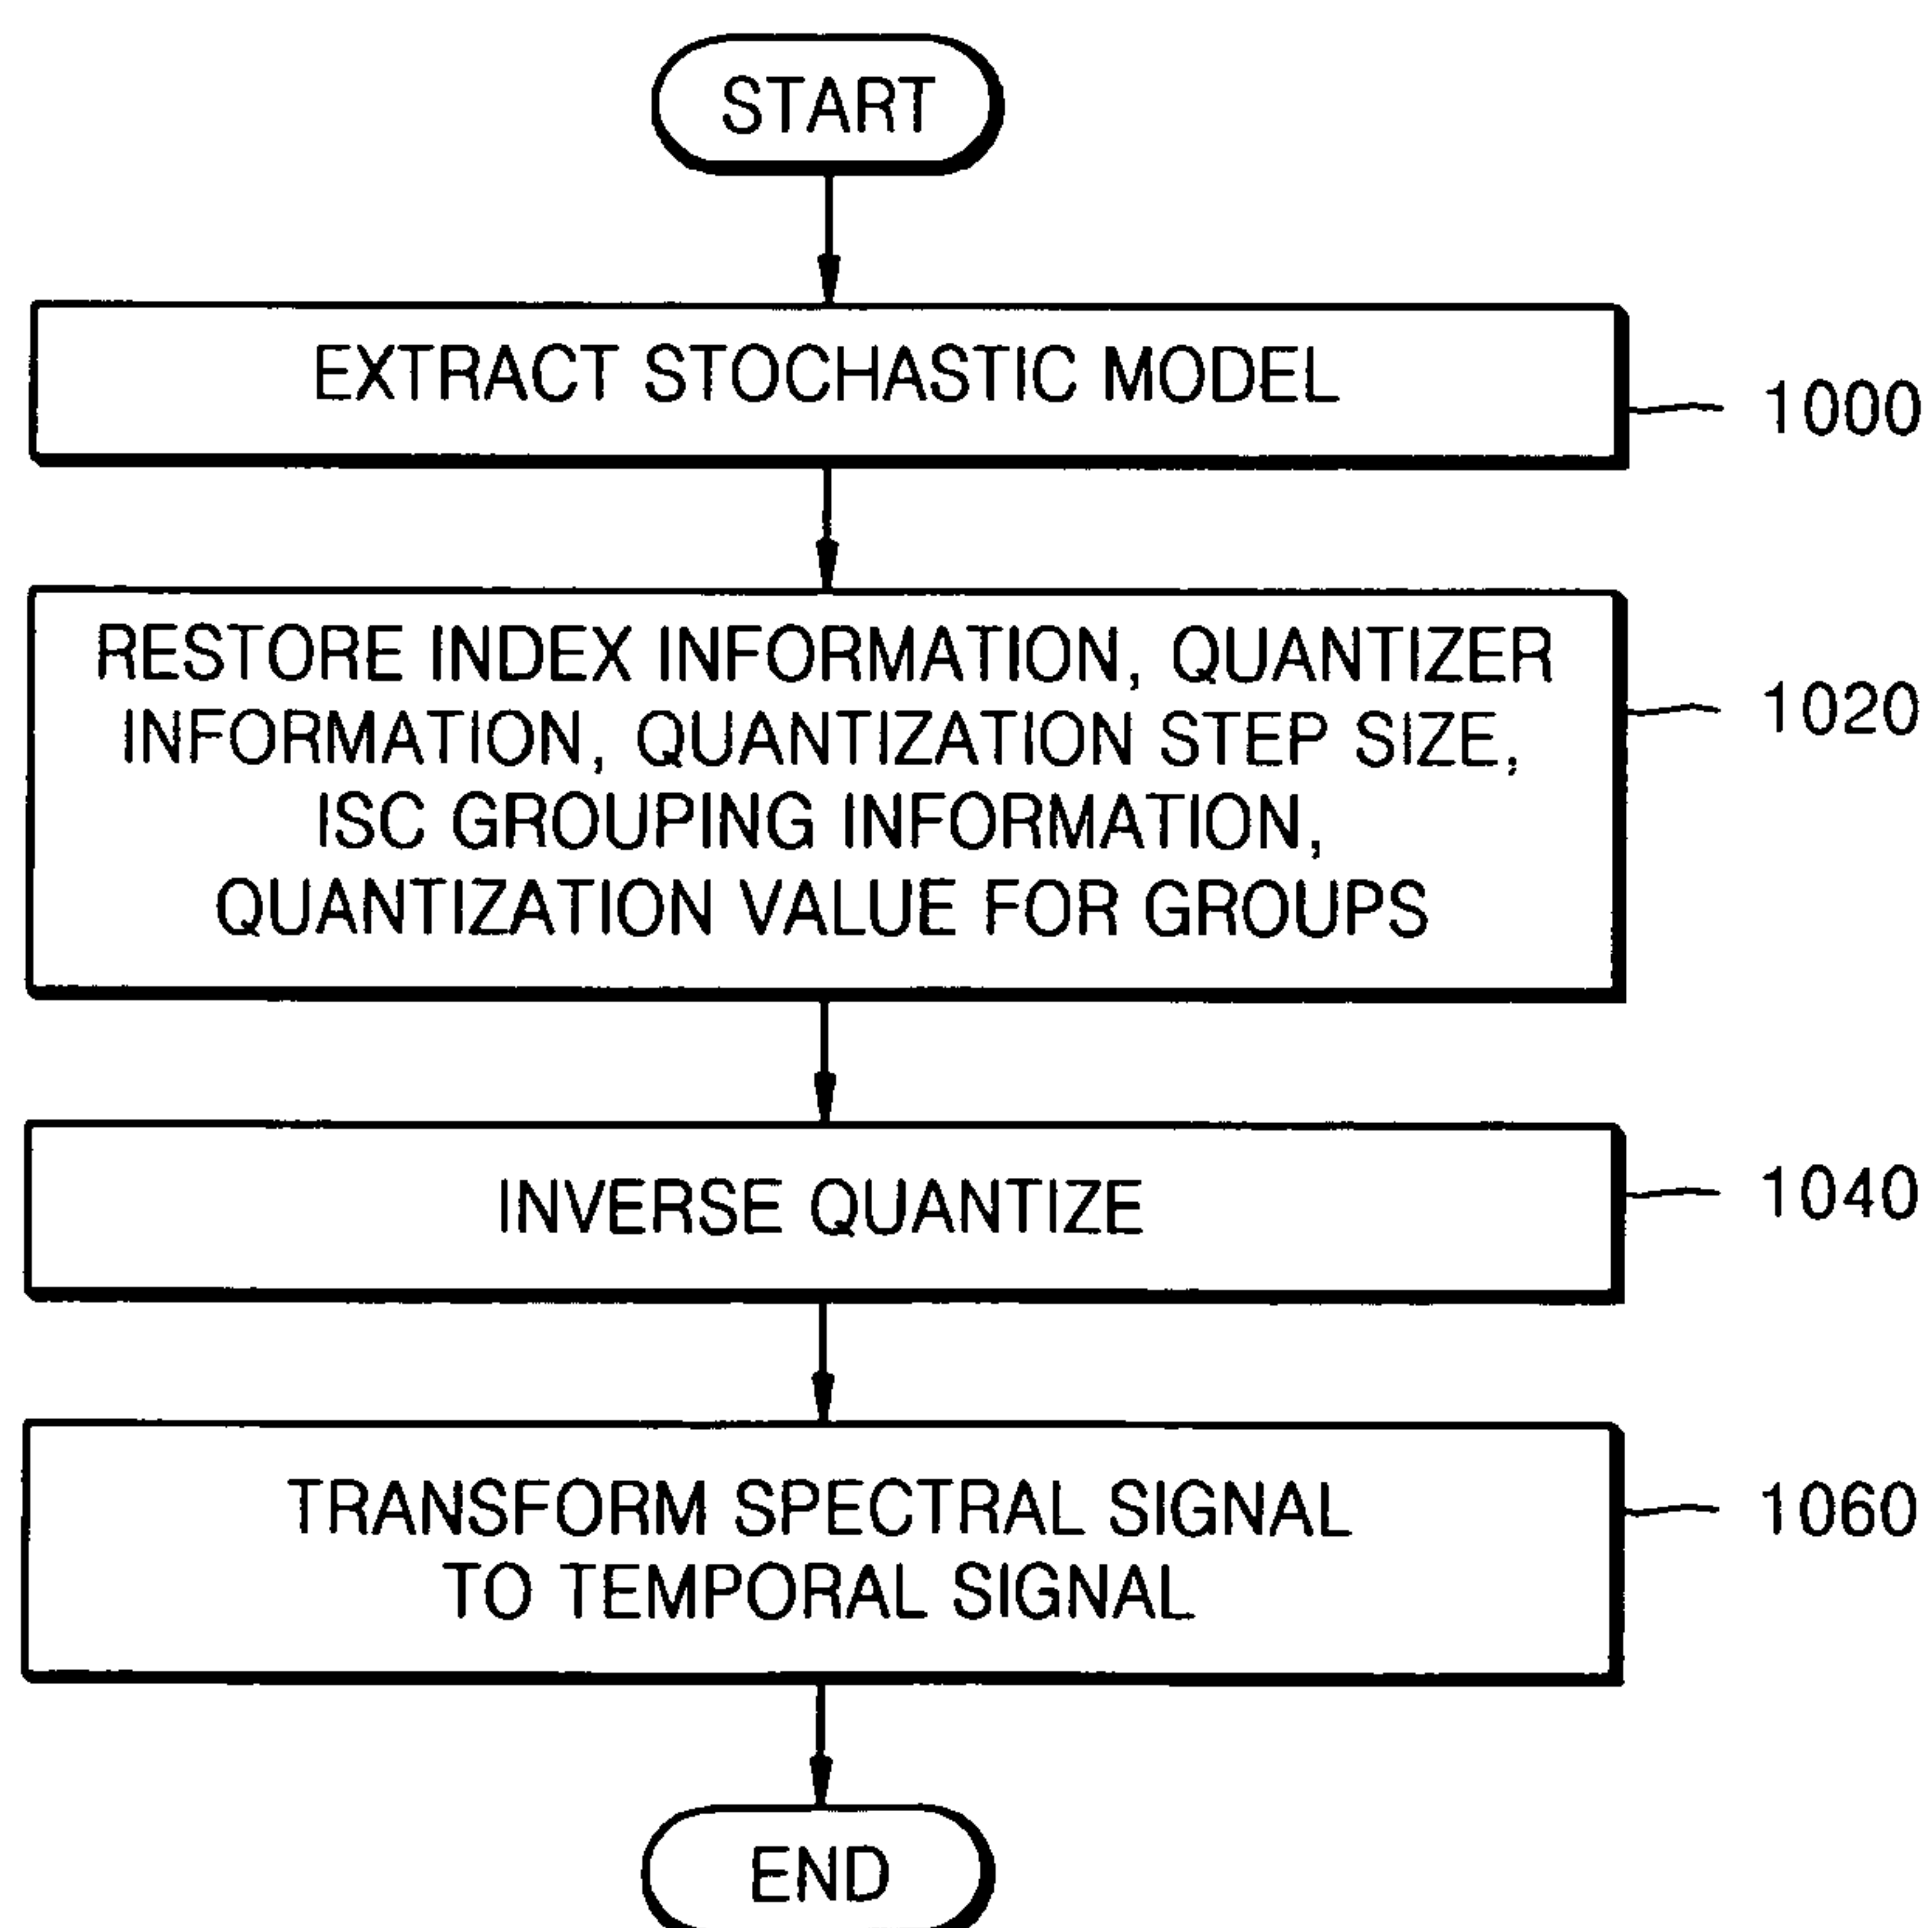 START
EXTRACT STOCHASTIC MODEL
1000
RESTORE INDEX INFORMATION, QUANTIZER
INFORMATION, QUANTIZATION STEP SIZE,
ISC GROUPING INFORMATION,
QUANTIZATION VALUE FOR GROUPS
1020
INVERSE QUANTIZE
1040
TRANSFORM SPECTRAL SIGNAL
TO TEMPORAL SIGNAL
1060
END